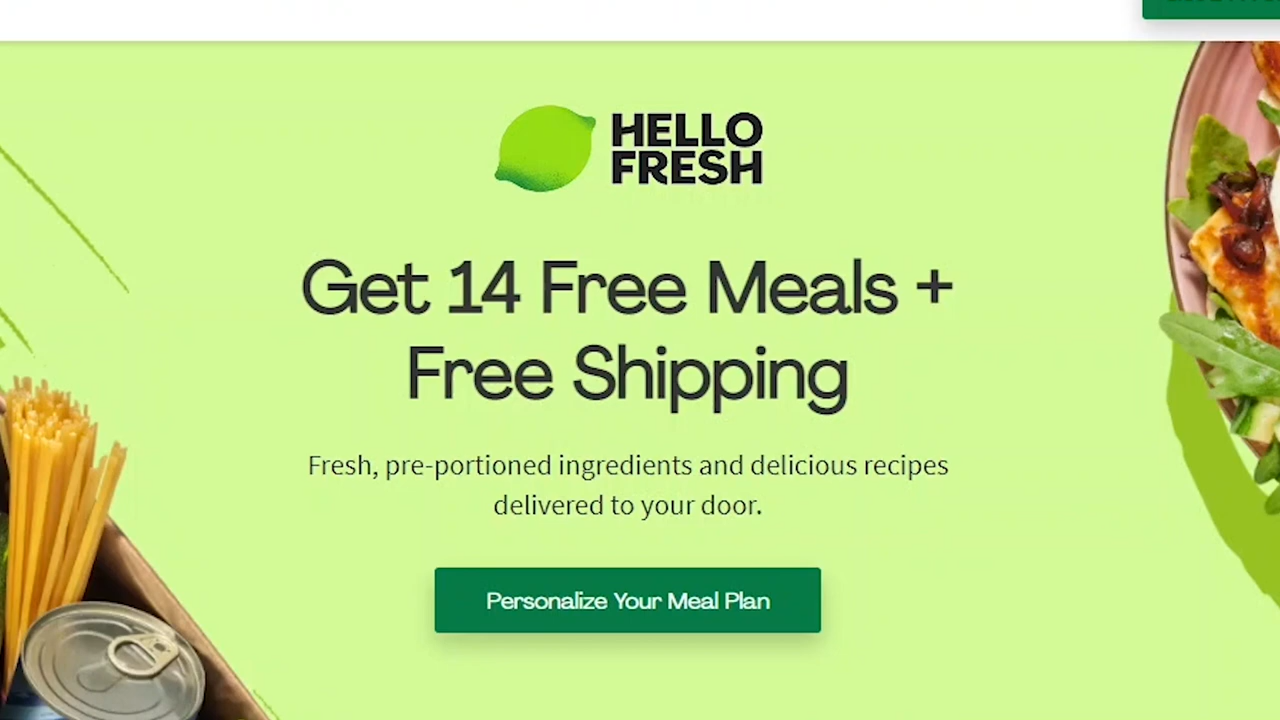 HELLO
FRESH
Get 14 Free Meals +
Free Shipping
Fresh, pre-portioned ingredients and delicious recipes
delivered to your door.
Personalize Your Meal Plan